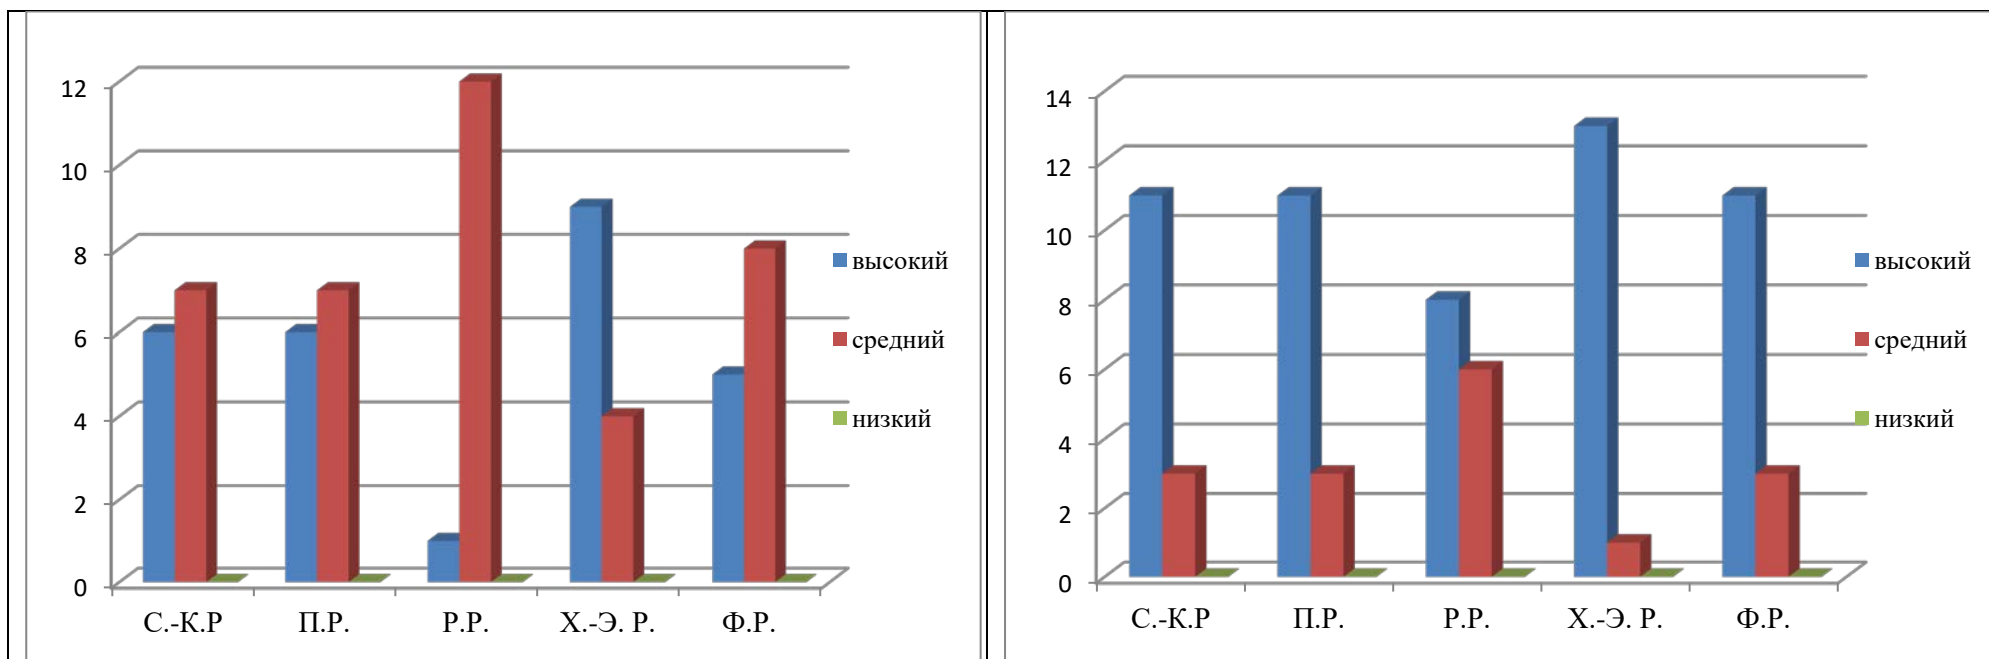 12
10
8
6
4
2
0
С.-К.Р П.Р. Р.Р. Х.-Э. Р. Ф.Р.
высокий
средний
низкий
14
12
10
8
6
4
2
0
С.-К.Р П.Р. Р.Р. Х.-Э. Р. Ф.Р.
высокий
средний
низкий